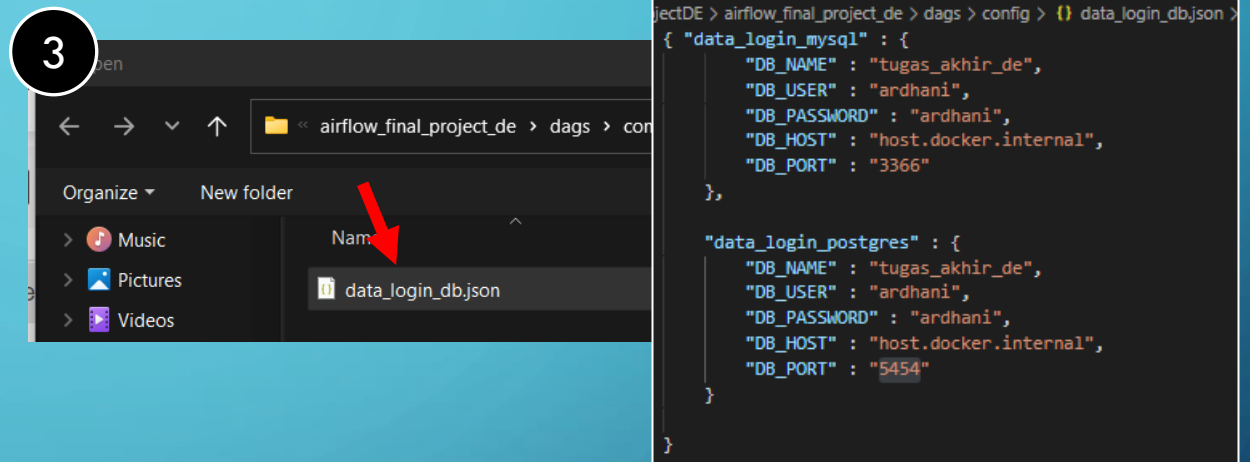 3
pen
« airflow_final_project_de > dags > con
Organize
New folder
Music
Pictures
Videos
Name
data_login_db.json
jectDE > airflow_final_project_de > dags > config > {} data_login_db.json >
{ "data_login_mysql" : {
"DB_NAME" : "tugas_akhir_de",
"DB_USER" : "ardhani",
"DB_PASSWORD" : "ardhani",
"DB_HOST" : "host.docker.internal",
"DB_PORT" : "3366"
},
"data_login_postgres" : {
"DB_NAME" : "tugas_akhir_de",
"DB_USER" : "ardhani",
"DB_PASSWORD" : "ardhani",
"DB_HOST" : "host.docker.internal",
"DB_PORT" : "5454"
}
}